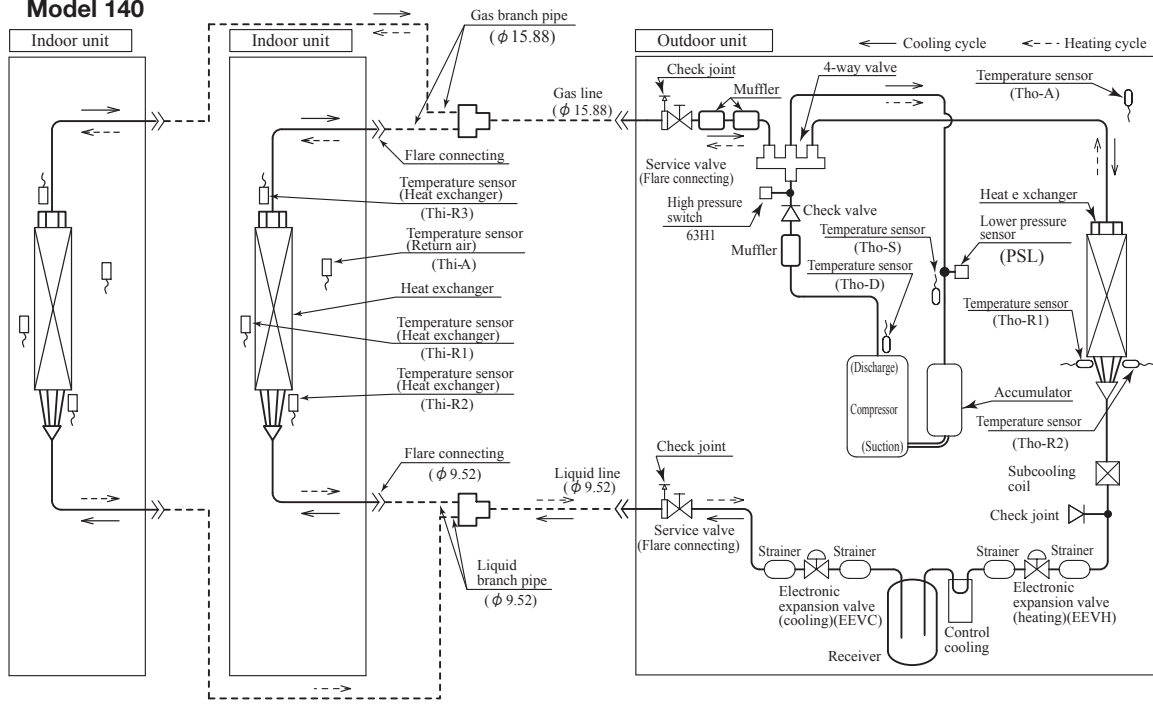 Model 140
Indoor unit
Indoor unit
Gas branch pipe
(ϕ 15.88)
Gas line
(ϕ 15.88)
Flare connecting
Temperature sensor
(Heat exchanger)
(Thi-R3)
Temperature sensor
(Return air)
(Thi-A)
Heat exchanger
Temperature sensor
(Heat exchanger)
(Thi-R1)
Temperature sensor
(Heat exchanger)
(Thi-R2)
Flare connecting
(ϕ 9.52)
Liquid line
(ϕ 9.52)
Liquid
branch pipe
(ϕ 9.52)
Outdoor unit
Cooling cycle
Heating cycle
Check joint
Muffler
4-way valve
Temperature sensor
(Tho-A)
Service valve
(Flare connecting)
High pressure
switch
63H1
Check valve
Muffler
Temperature sensor
(Tho-S)
Temperature sensor
(Tho-D)
Heat e xchanger
Lower pressure
sensor
(PSL)
Temperature sensor
(Tho-R1)
(Discharge)
Compressor
(Suction)
Accumulator
Temperature sensor
(Tho-R2)
Check joint
Subcooling
coil
Check joint
Service valve
(Flare connecting)
Strainer
Strainer
Strainer
Strainer
Electronic
expansion valve
(cooling)(EEVC)
Receiver
Control
cooling
Electronic
expansion valve
(heating)(EEVH)